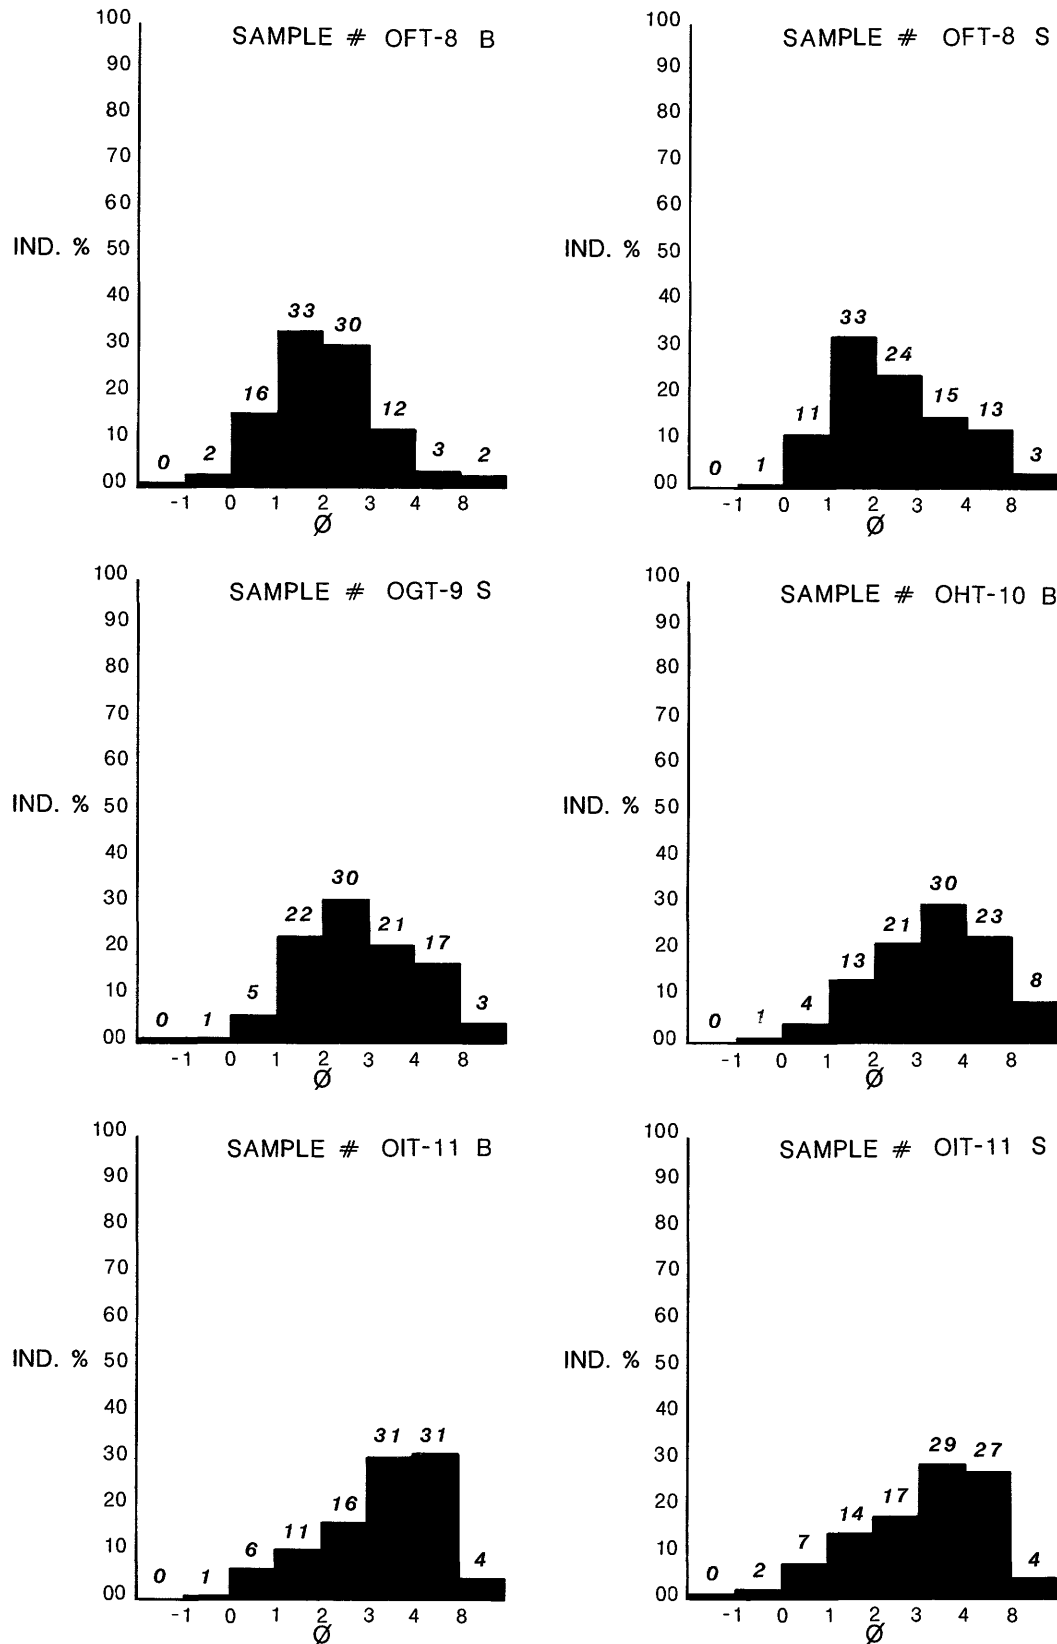 SAMPLE # OFT-8 B
100
90
80
70
60
IND. % 50
40
30
20
10
00
0 2 16 33 30 12 3 2
-1 0 1 2 3 4 8
Ø
SAMPLE # OFT-8 S
100
90
80
70
60
IND. % 50
40
30
20
10
00
0 1 11 33 24 15 13 3
-1 0 1 2 3 4 8
Ø
SAMPLE # OGT-9 S
100
90
80
70
60
IND. % 50
40
30
20
10
00
0 1 5 22 30 21 17 3
-1 0 1 2 3 4 8
Ø
SAMPLE # OHT-10 B
100
90
80
70
60
IND. % 50
40
30
20
10
00
0 1 4 13 21 30 23 8
-1 0 1 2 3 4 8
Ø
SAMPLE # OIT-11 B
100
90
80
70
60
IND. % 50
40
30
20
10
00
0 1 6 11 16 31 31 4
-1 0 1 2 3 4 8
Ø
SAMPLE # OIT-11 S
100
90
80
70
60
IND. % 50
40
30
20
10
00
0 2 7 14 17 29 27 4
-1 0 1 2 3 4 8
Ø